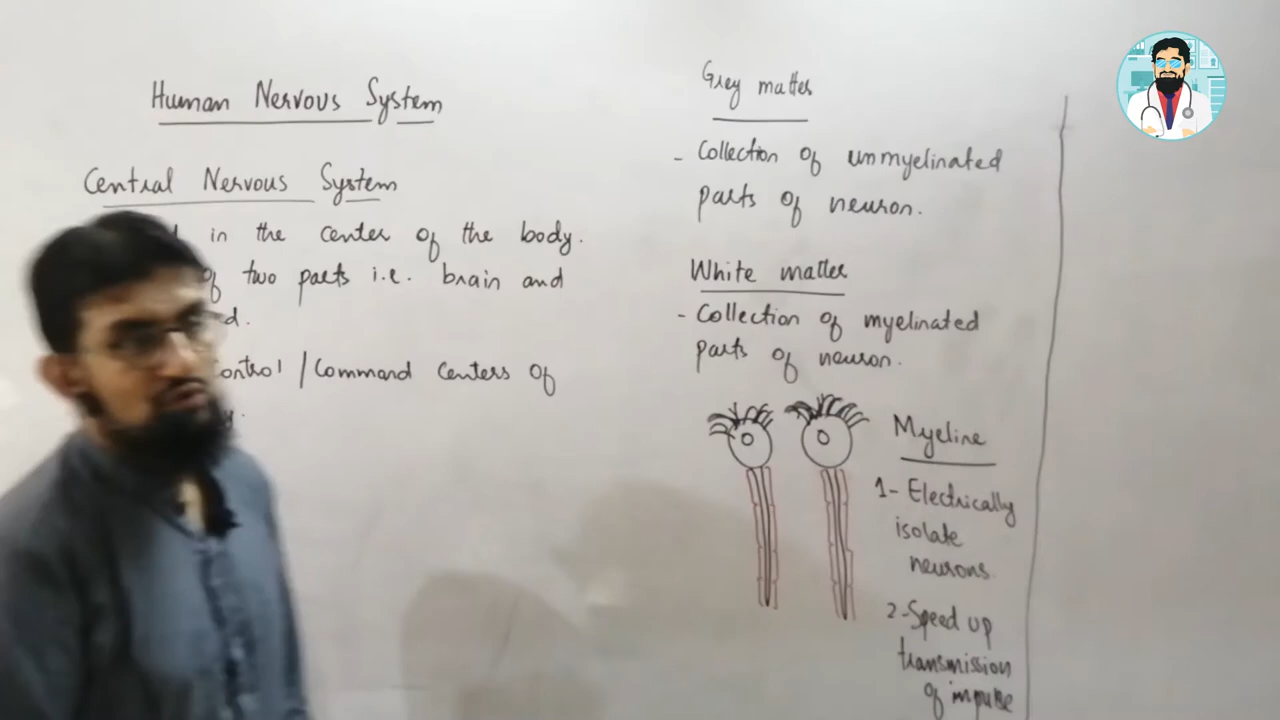 Human Nervous System
Central Nervous System
in the center of the body.
of two parts i.e. brain and
Control / Command centers of
Grey matter
- Collection of unmyelinated
parts of neuron.
White matter
- Collection of myelinated
parts of neuron.
Myeline
1- Electrically
isolate
neurons.
2- Speed up
transmission
of impulse